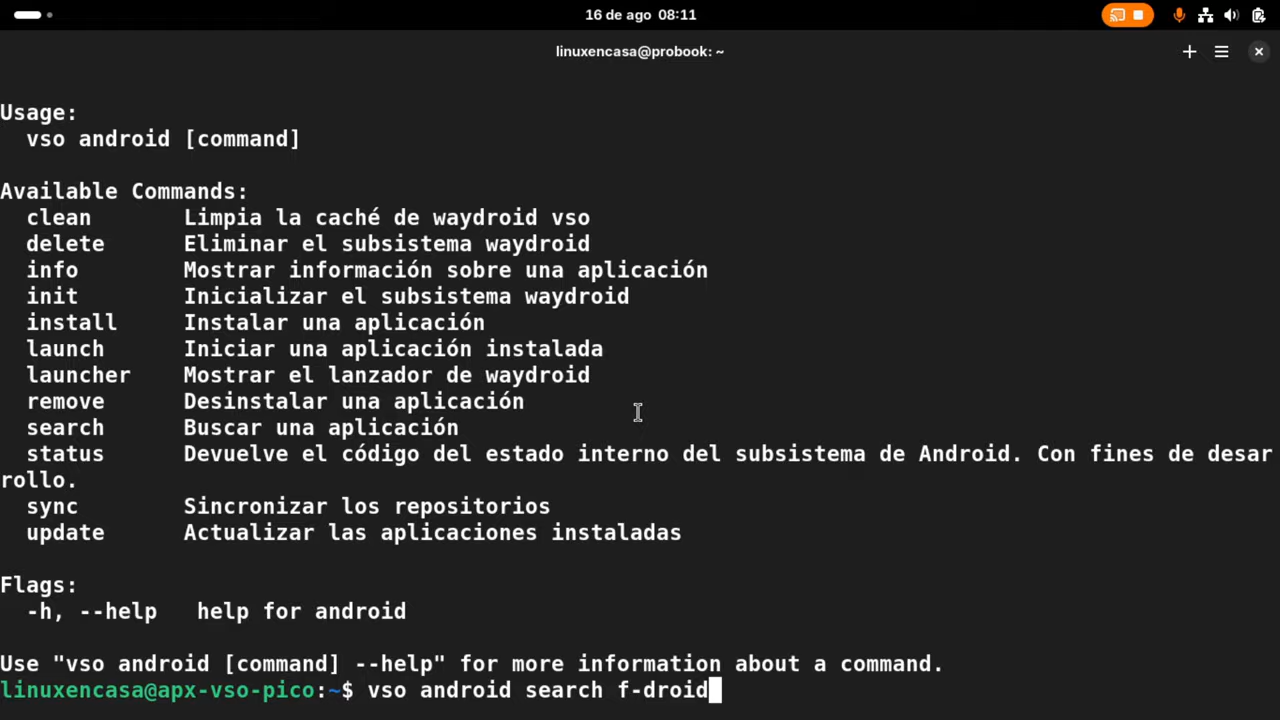 16 de ago 08:11
linuxencasa@probook: ~
Usage:
vso android [command]
Available Commands:
clean Limpia la caché de waydroid vso
delete Eliminar el subsistema waydroid
info Mostrar información sobre una aplicación
init Inicializar el subsistema waydroid
install Instalar una aplicación
launch Iniciar una aplicación instalada
launcher Mostrar el lanzador de waydroid
remove Desinstalar una aplicación
search Buscar una aplicación
status Devuelve el código del estado interno del subsistema de Android. Con fines de desar
rollo.
sync Sincronizar los repositorios
update Actualizar las aplicaciones instaladas
Flags:
-h, --help help for android
Use "vso android [command] --help" for more information about a command.
linuxencasa@apx-vso-pico:~$ vso android search f-droid